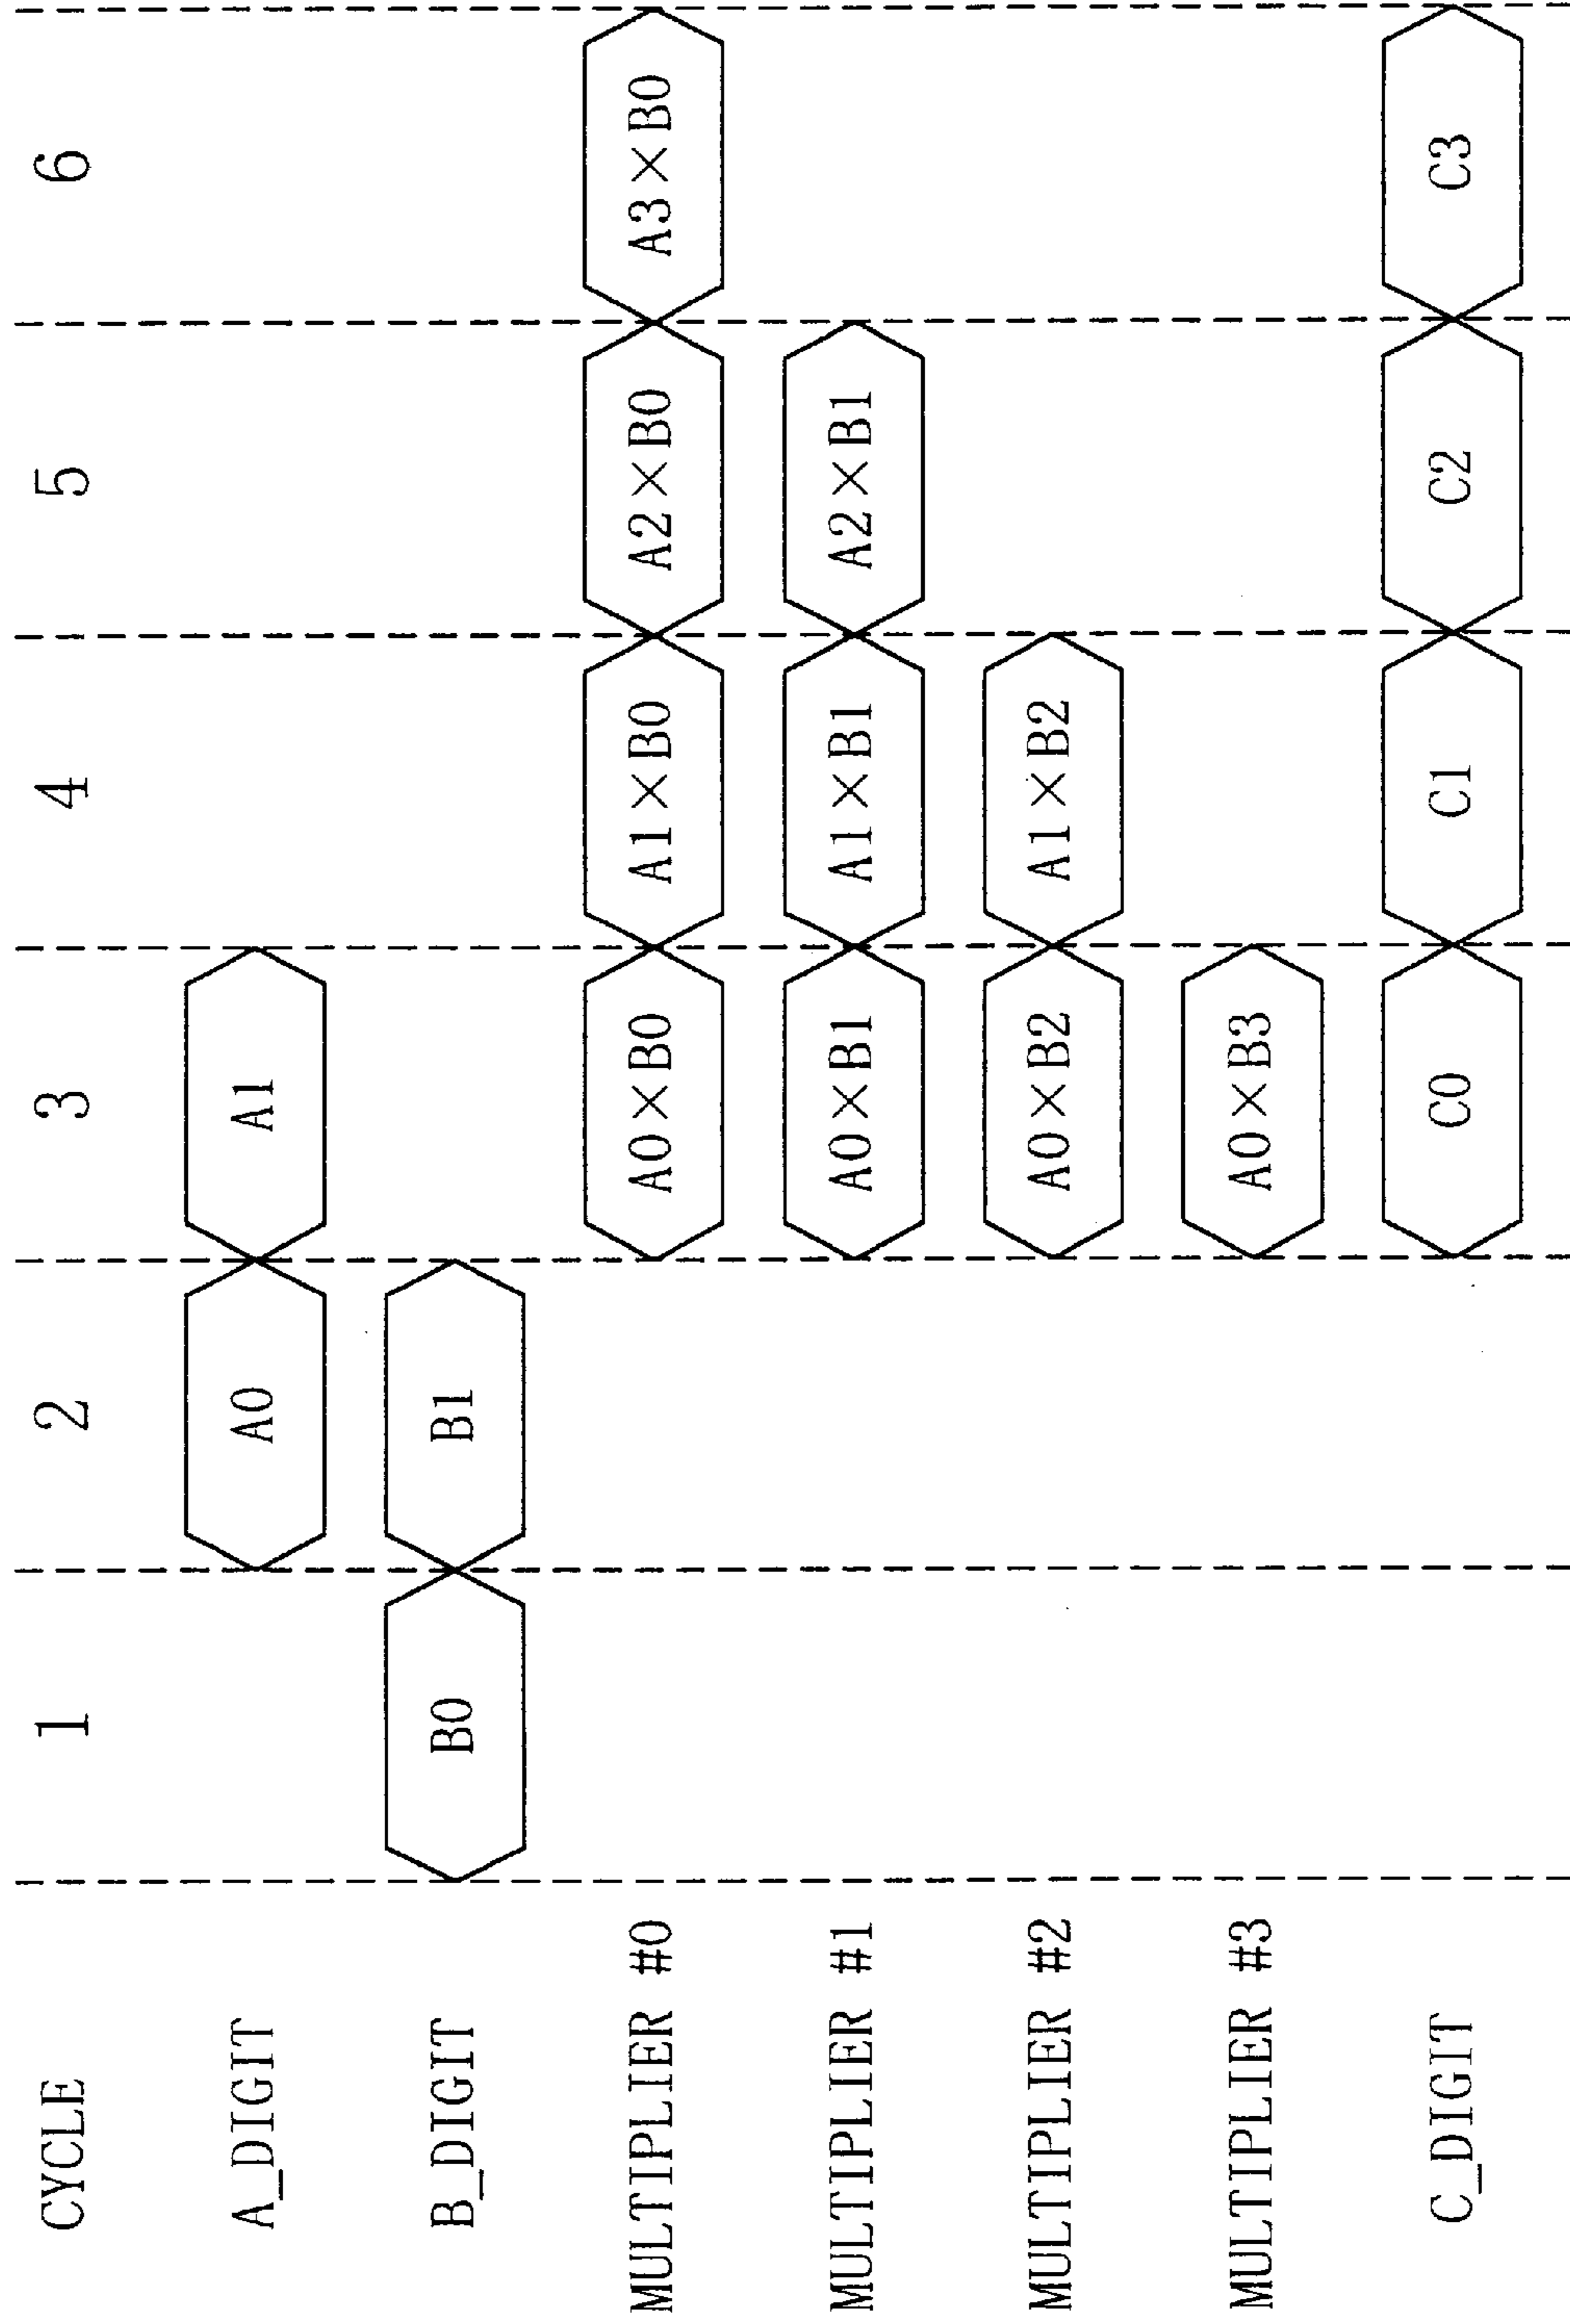 CYCLE 1 2 3 4 5 6
A_DIGIT A0 A1
B_DIGIT B0 B1
MULTIPLIER #0 A0×B0 A1×B0 A2×B0 A3×B0
MULTIPLIER #1 A0×B1 A1×B1 A2×B1
MULTIPLIER #2 A0×B2 A1×B2
MULTIPLIER #3 A0×B3
C_DIGIT C0 C1 C2 C3